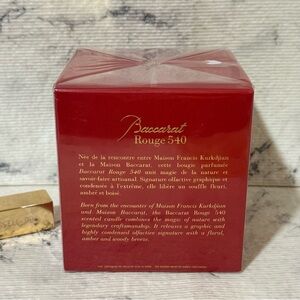 Baccarat
Rouge 540
Née de la rencontre entre Maison Francis Kurkdjian
et la Maison Baccarat, cette bougie parfumée
Baccarat Rouge 540 unit magie de la nature et
savoir-faire artisanal. Signature olfactive graphique et
condensée à l'extrême, elle libère un souffle fleuri,
ambré et boisé.
Born from the encounter of Maison Francis Kurkdjian
and Maison Baccarat, the Baccarat Rouge 540
scented candle combines the magic of nature with
legendary craftsmanship. It releases a graphic and
highly condensed olfactive signature with a floral,
amber and woody breeze.